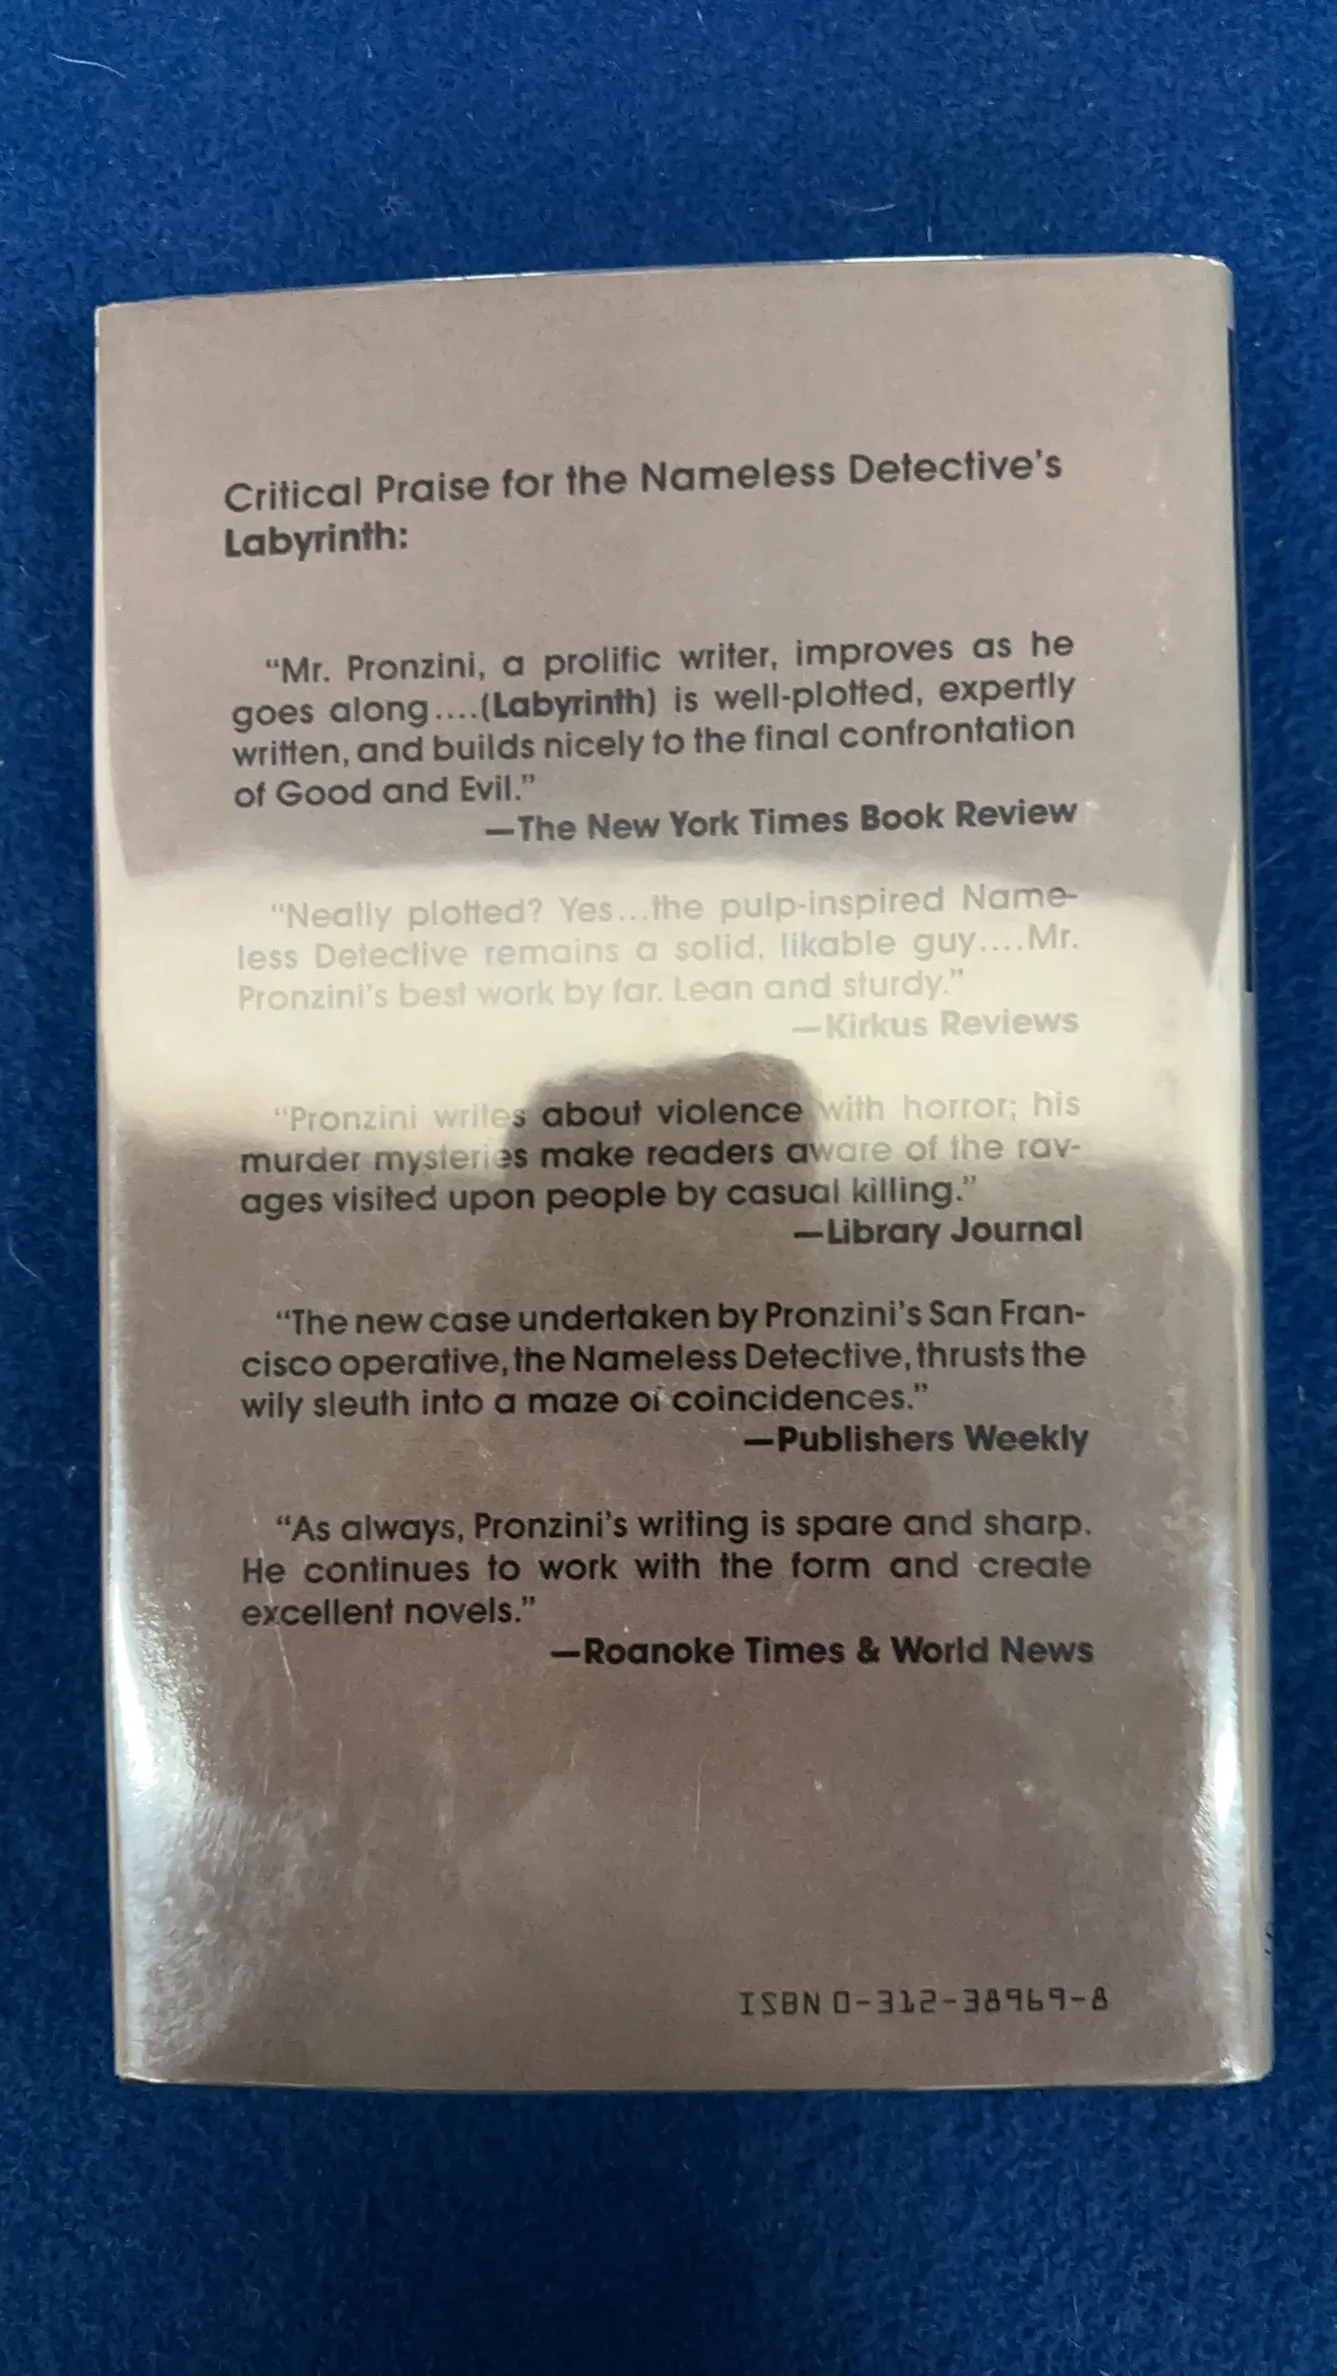 Critical Praise for the Nameless Detective's
Labyrinth:
“Mr. Pronzini, a prolific writer, improves as he
goes along....(Labyrinth) is well-plotted, expertly
written, and builds nicely to the final confrontation
of Good and Evil.”
—The New York Times Book Review
“Neatly plotted? Yes...the pulp-inspired Name-
less Detective remains a solid, likable guy....Mr.
Pronzini's best work by far. Lean and sturdy.”
—Kirkus Reviews
“Pronzini writes about violence with horror; his
murder mysteries make readers aware of the rav-
ages visited upon people by casual killing.”
—Library Journal
“The new case undertaken by Pronzini's San Fran-
cisco operative, the Nameless Detective, thrusts the
wily sleuth into a maze of coincidences.”
—Publishers Weekly
“As always, Pronzini's writing is spare and sharp.
He continues to work with the form and create
excellent novels.”
—Roanoke Times & World News
ISBN 0-312-38969-8